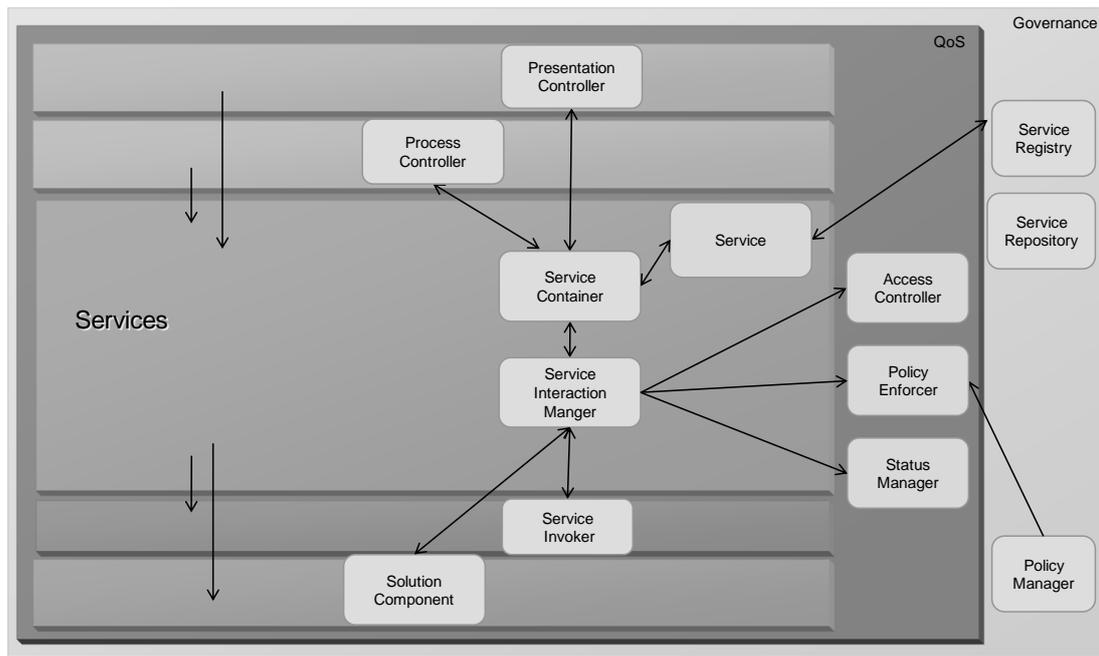 Governance
QoS
Presentation
Controller
Process
Controller
Service
Registry
Service
Service
Repository
Service
Container
Access
Controller
Services
Service
Interaction
Manger
Policy
Enforcer
Status
Manager
Service
Invoker
Solution
Component
Policy
Manager